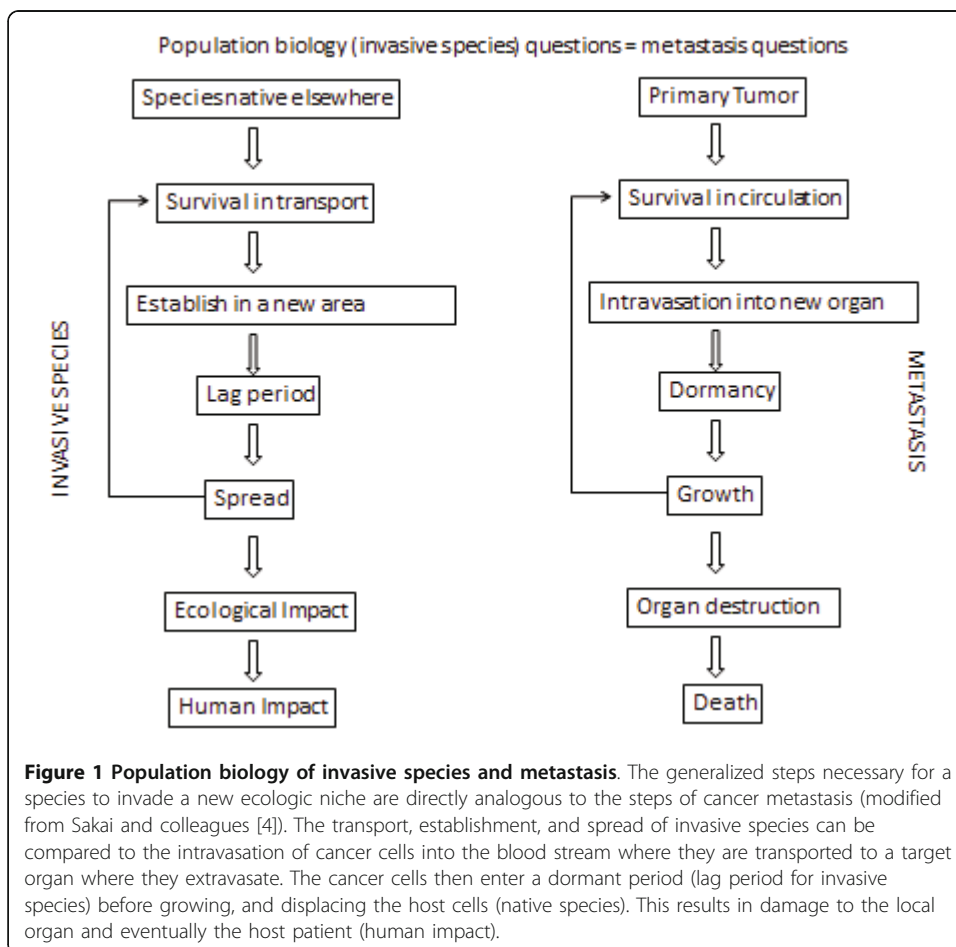 Population biology (invasive species) questions = metastasis questions
Speciesnative elsewhere
Survival in transport
Establish in a new area
Lag period
Spread
Ecological Impact
Human Impact
INVASIVE SPECIES
Primary Tumor
Survival in circulation
Intravasation into new organ
Dormancy
Growth
Organ destruction
Death
METASTASIS
Figure 1 Population biology of invasive species and metastasis. The generalized steps necessary for a
species to invade a new ecologic niche are directly analogous to the steps of cancer metastasis (modified
from Sakai and colleagues [4]). The transport, establishment, and spread of invasive species can be
compared to the intravasation of cancer cells into the blood stream where they are transported to a target
organ where they extravasate. The cancer cells then enter a dormant period (lag period for invasive
species) before growing, and displacing the host cells (native species). This results in damage to the local
organ and eventually the host patient (human impact).